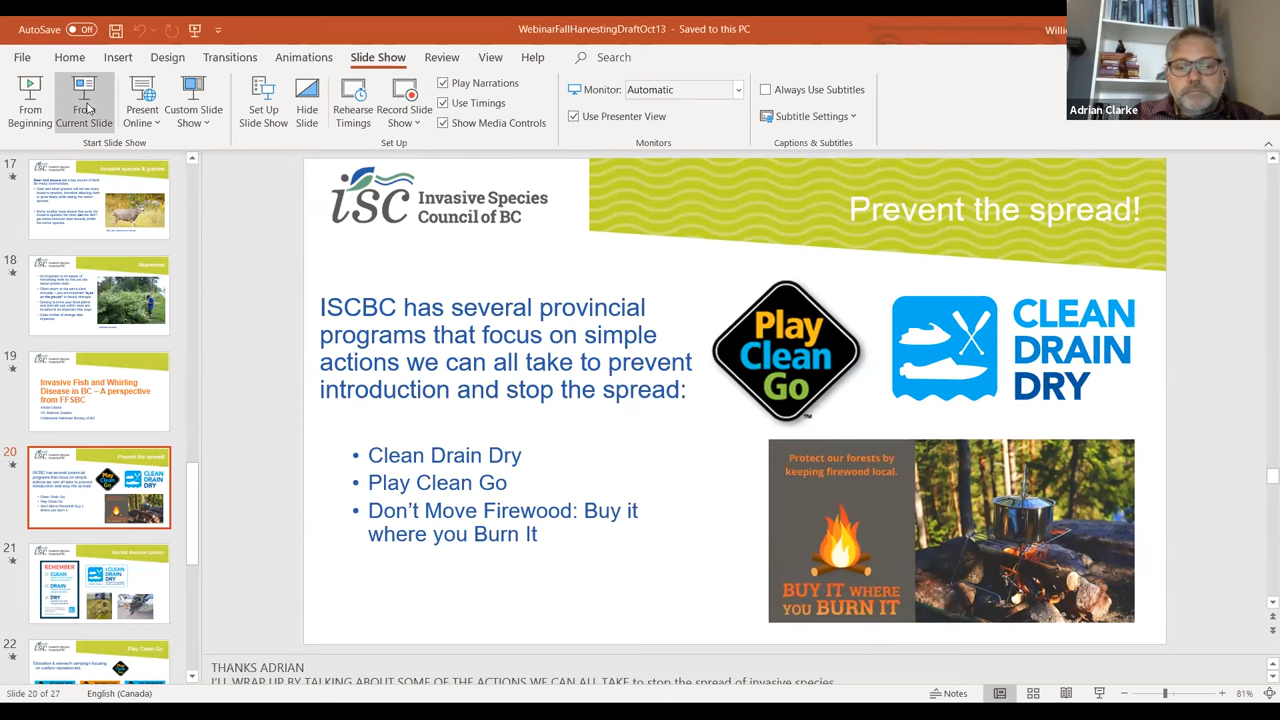 AutoSave Off
WebinarFallHarvestingDraftOct13 - Saved to this PC
Willi
File Home Insert Design Transitions Animations Slide Show Review View Help Search
From Beginning
From Current Slide
Present Online
Custom Slide Show
Set Up Slide Show
Hide Slide
Rehearse Timings
Record Slide Show
Play Narrations
Use Timings
Show Media Controls
Monitor: Automatic
Use Presenter View
Always Use Subtitles
Subtitle Settings
Start Slide Show
Set Up
Monitors
Captions & Subtitles
Adrian Clarke
17
Invasive species & grazers
18
Awareness
19
Invasive Fish and Whirling
Disease in BC – A perspective
from FFSBC
20
21
Aquatic invasive species
REMEMBER
CLEAN
DRAIN
DRY
22
Play Clean Go
isc Invasive Species
Council of BC
Prevent the spread!
ISCBC has several provincial
programs that focus on simple
actions we can all take to prevent
introduction and stop the spread:
• Clean Drain Dry
• Play Clean Go
• Don't Move Firewood: Buy it
where you Burn It
Play
Clean
Go
TM
CLEAN
DRAIN
DRY
Protect our forests by
keeping firewood local.
BUY IT WHERE
YOU BURN IT
THANKS ADRIAN
I'LL WRAP UP BY TALKING ABOUT SOME OF THE ACTIONS WE CAN ALL TAKE to stop the spread of invasive species
Slide 20 of 27
English (Canada)
Notes
81%